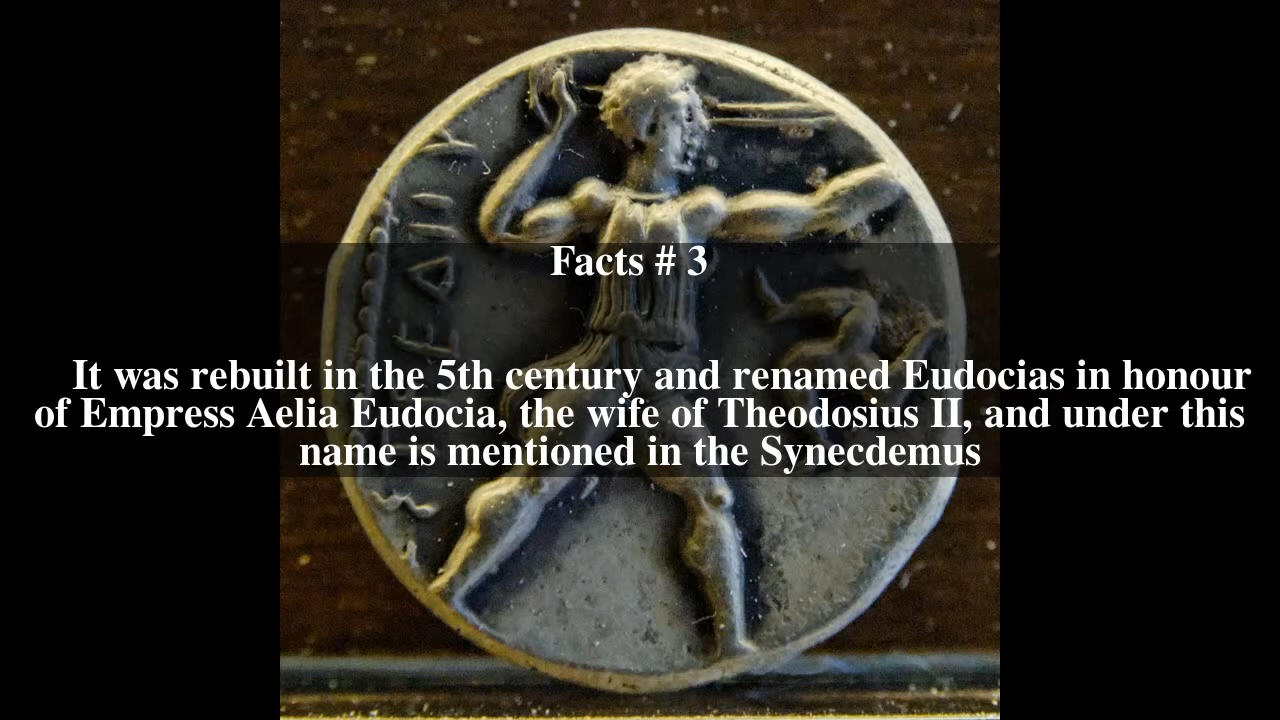 Facts # 3
It was rebuilt in the 5th century and renamed Eudocias in honour
of Empress Aelia Eudocia, the wife of Theodosius II, and under this
name is mentioned in the Synecdemus